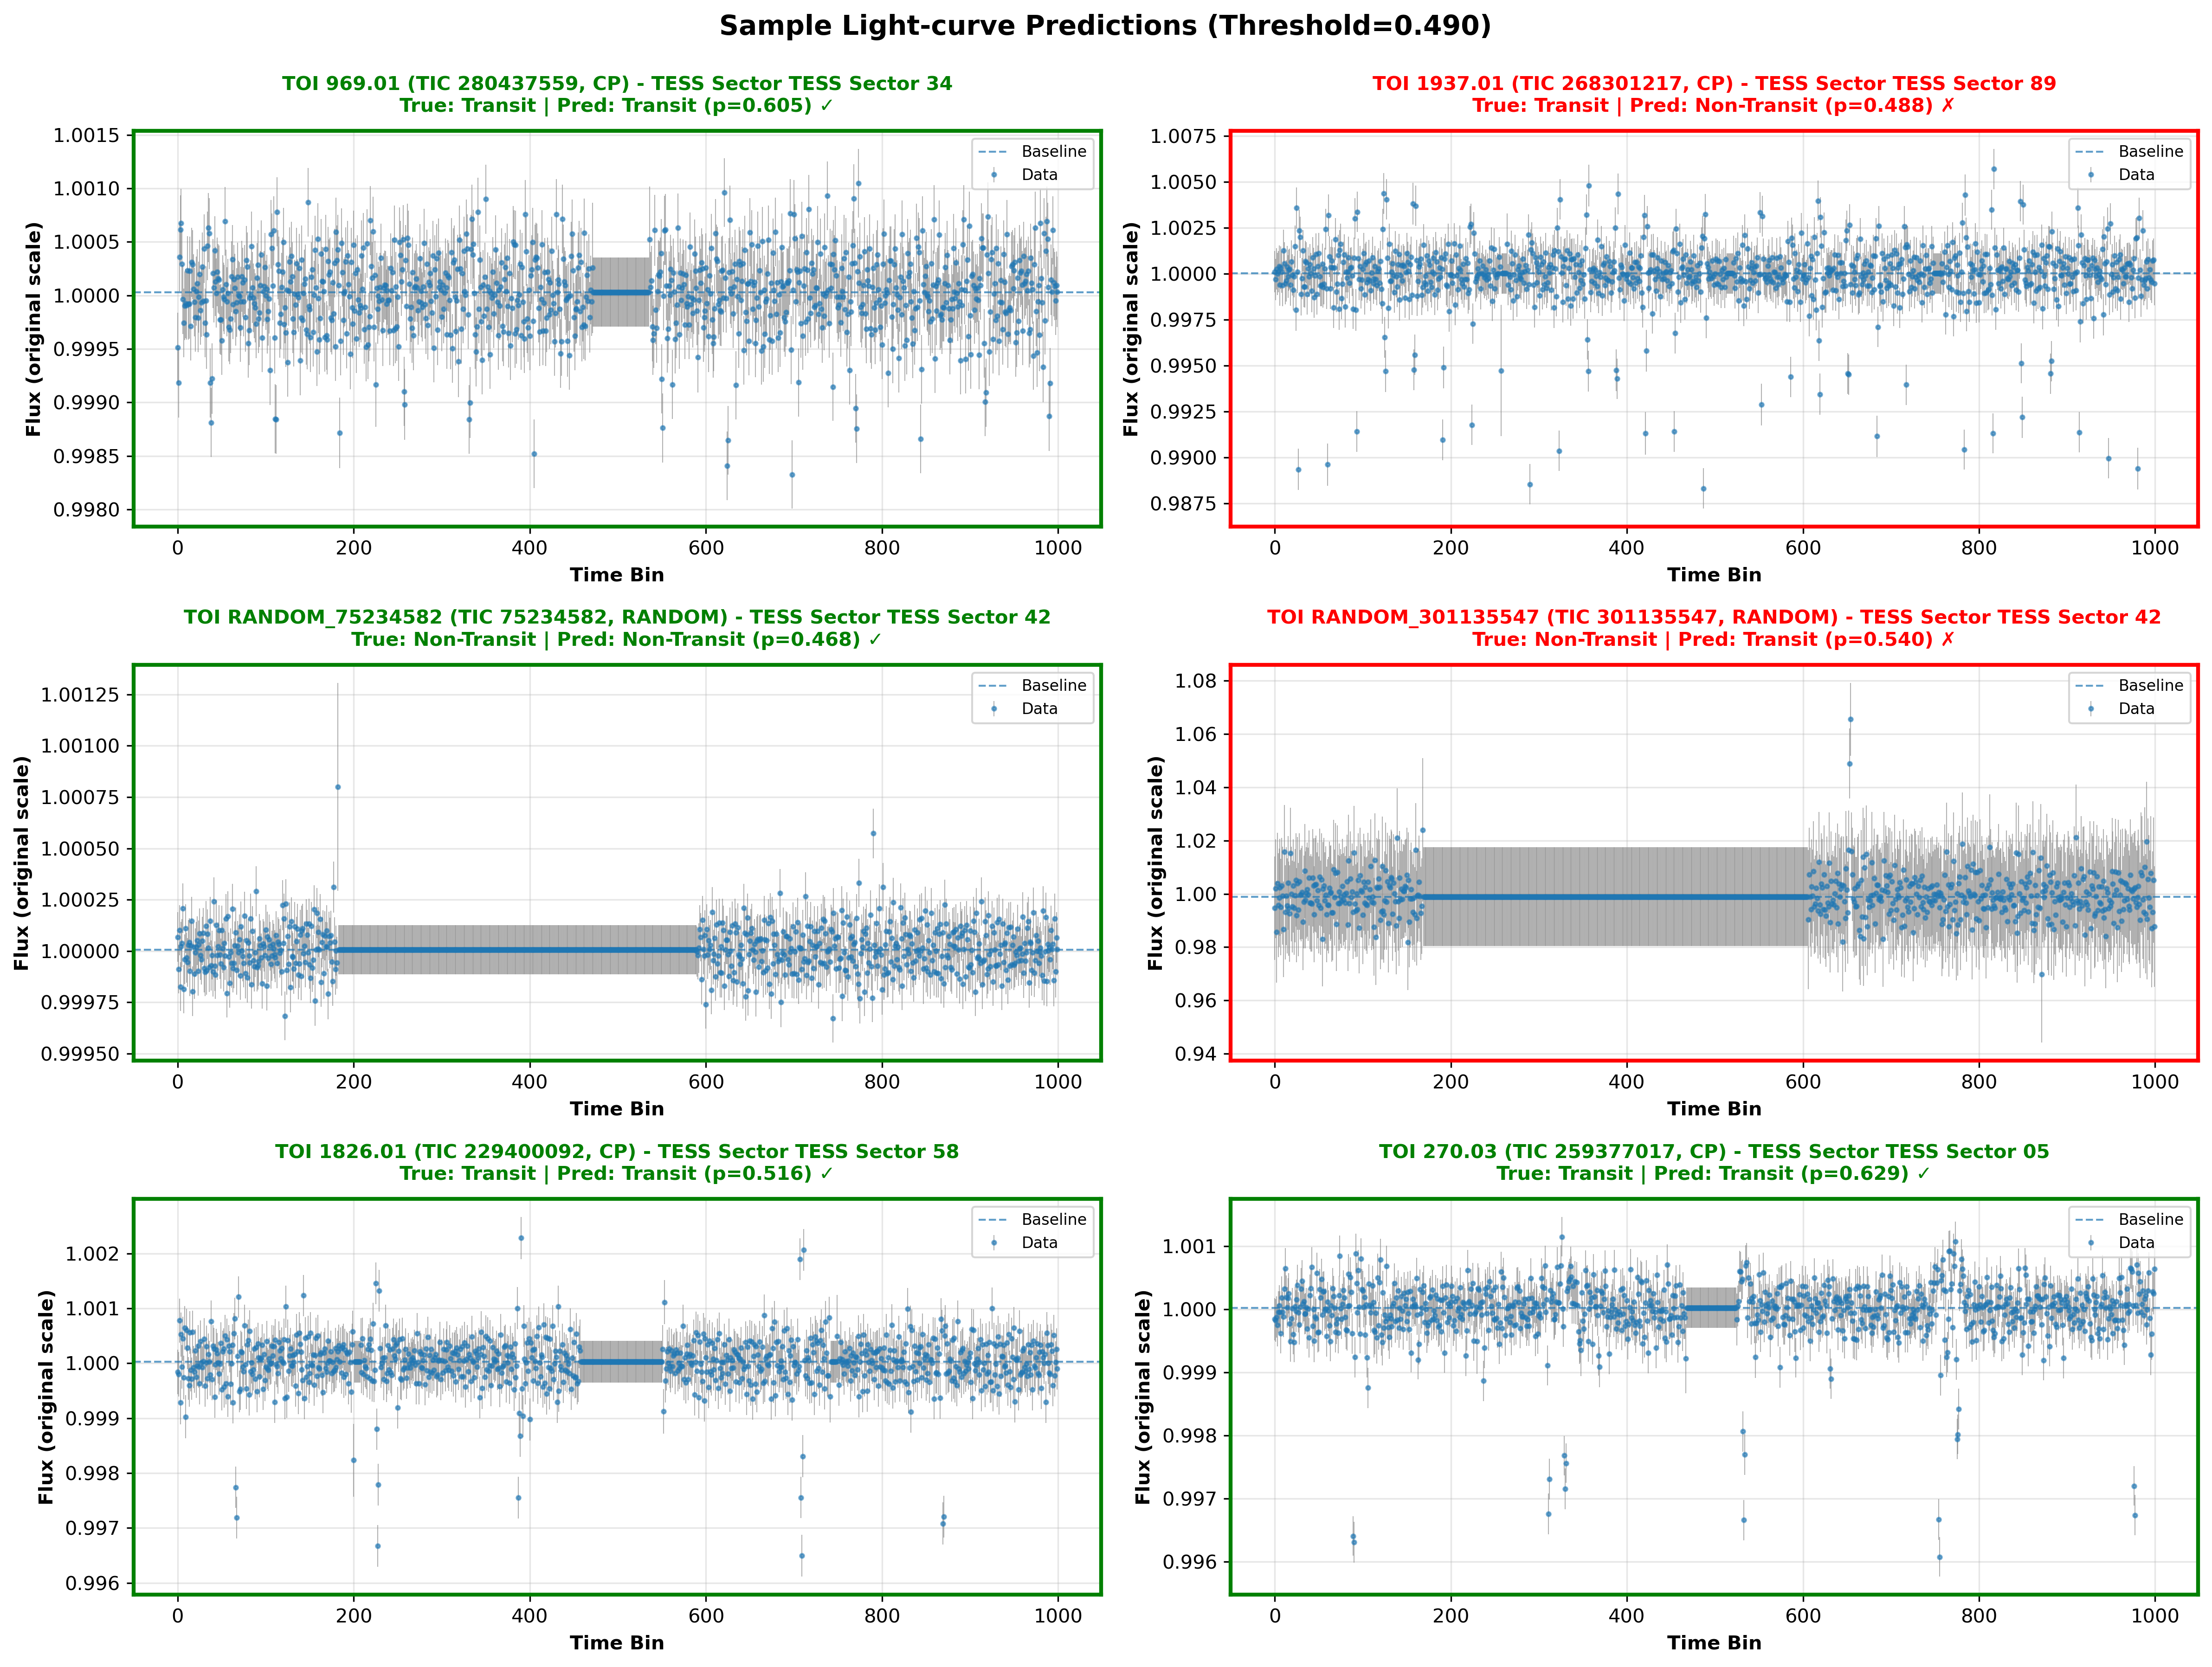 Sample Light-curve Predictions (Threshold=0.490)
TOI 969.01 (TIC 280437559, CP) - TESS Sector TESS Sector 34
True: Transit | Pred: Transit (p=0.605) ✓
Flux (original scale)
1.0015
1.0010
1.0005
1.0000
0.9995
0.9990
0.9985
0.9980
Baseline
Data
0 200 400 600 800 1000
Time Bin
TOI 1937.01 (TIC 268301217, CP) - TESS Sector TESS Sector 89
True: Transit | Pred: Non-Transit (p=0.488) ✗
Flux (original scale)
1.0075
1.0050
1.0025
1.0000
0.9975
0.9950
0.9925
0.9900
0.9875
Baseline
Data
0 200 400 600 800 1000
Time Bin
TOI RANDOM_75234582 (TIC 75234582, RANDOM) - TESS Sector TESS Sector 42
True: Non-Transit | Pred: Non-Transit (p=0.468) ✓
Flux (original scale)
1.00125
1.00100
1.00075
1.00050
1.00025
1.00000
0.99975
0.99950
Baseline
Data
0 200 400 600 800 1000
Time Bin
TOI RANDOM_301135547 (TIC 301135547, RANDOM) - TESS Sector TESS Sector 42
True: Non-Transit | Pred: Transit (p=0.540) ✗
Flux (original scale)
1.08
1.06
1.04
1.02
1.00
0.98
0.96
0.94
Baseline
Data
0 200 400 600 800 1000
Time Bin
TOI 1826.01 (TIC 229400092, CP) - TESS Sector TESS Sector 58
True: Transit | Pred: Transit (p=0.516) ✓
Flux (original scale)
1.002
1.001
1.000
0.999
0.998
0.997
0.996
Baseline
Data
0 200 400 600 800 1000
Time Bin
TOI 270.03 (TIC 259377017, CP) - TESS Sector TESS Sector 05
True: Transit | Pred: Transit (p=0.629) ✓
Flux (original scale)
1.001
1.000
0.999
0.998
0.997
0.996
Baseline
Data
0 200 400 600 800 1000
Time Bin